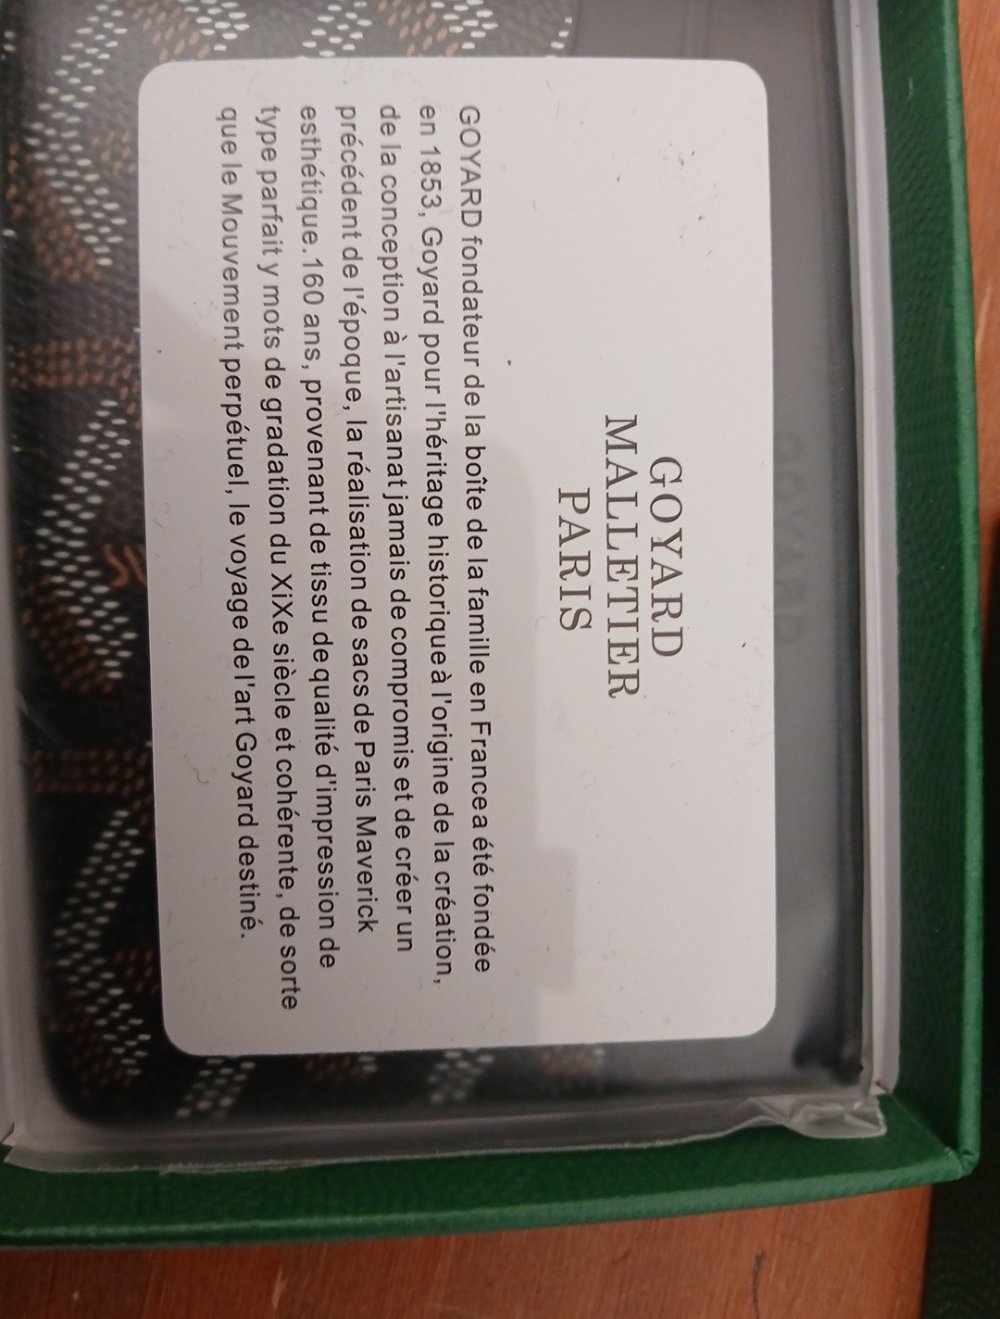 GOYARD
MALLETIER
PARIS
GOYARD fondateur de la boîte de la famille en France a été fondée
en 1853, Goyard pour l'héritage historique à l'origine de la création,
de la conception à l'artisanat jamais de compromis et de créer un
précédent de l'époque, la réalisation de sacs de Paris Maverick
esthétique. 160 ans, provenant de tissu de qualité d'impression de
type parfait y mots de gradation du XiXe siècle et cohérente, de sorte
que le Mouvement perpétuel, le voyage de l'art Goyard destiné.